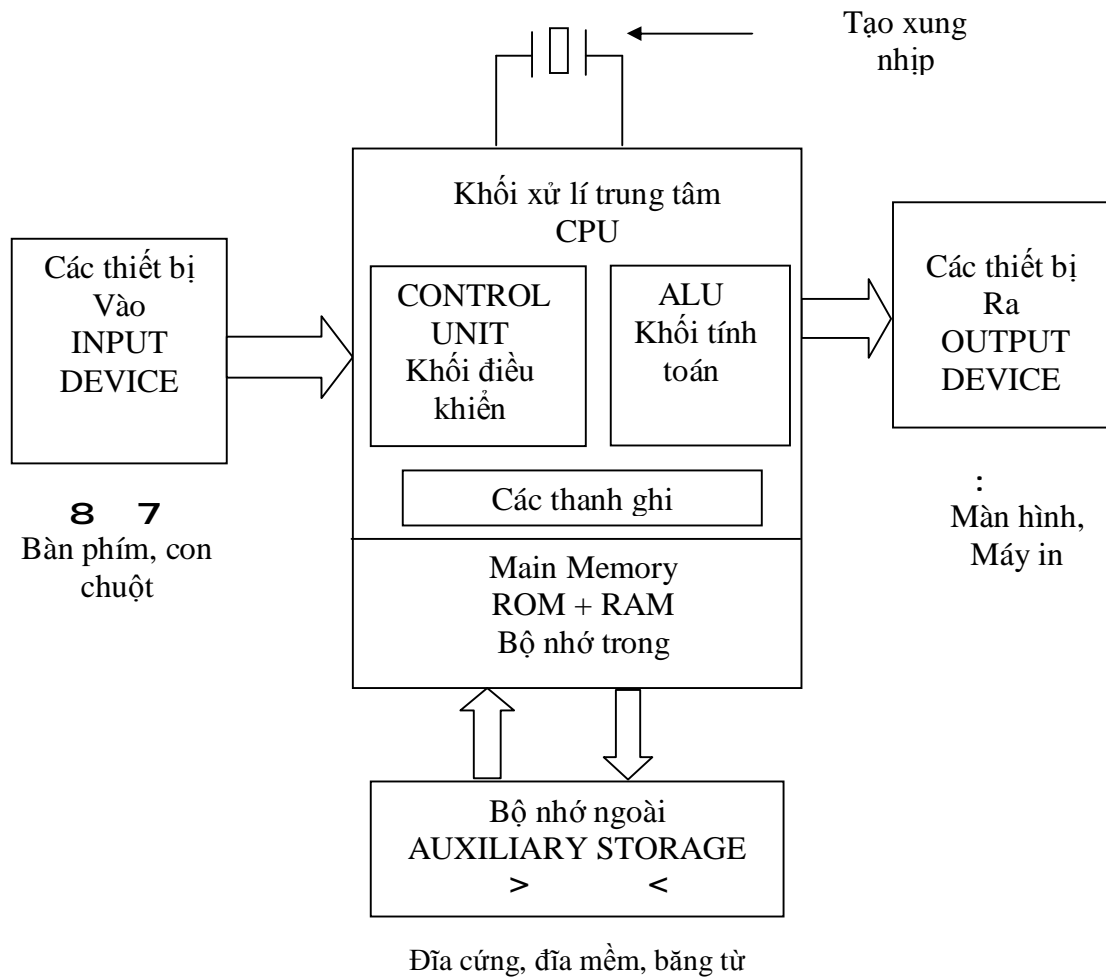 Tạo xung
nhịp
Khối xử lí trung tâm
CPU
Các thiết bị
Vào
INPUT
DEVICE
CONTROL
UNIT
Khối điều
khiển
ALU
Khối tính
toán
Các thiết bị
Ra
OUTPUT
DEVICE
Các thanh ghi
8 7
Bàn phím, con
chuột
:
Màn hình,
Máy in
Main Memory
ROM + RAM
Bộ nhớ trong
Bộ nhớ ngoài
AUXILIARY STORAGE
> <
Đĩa cứng, đĩa mềm, băng từ